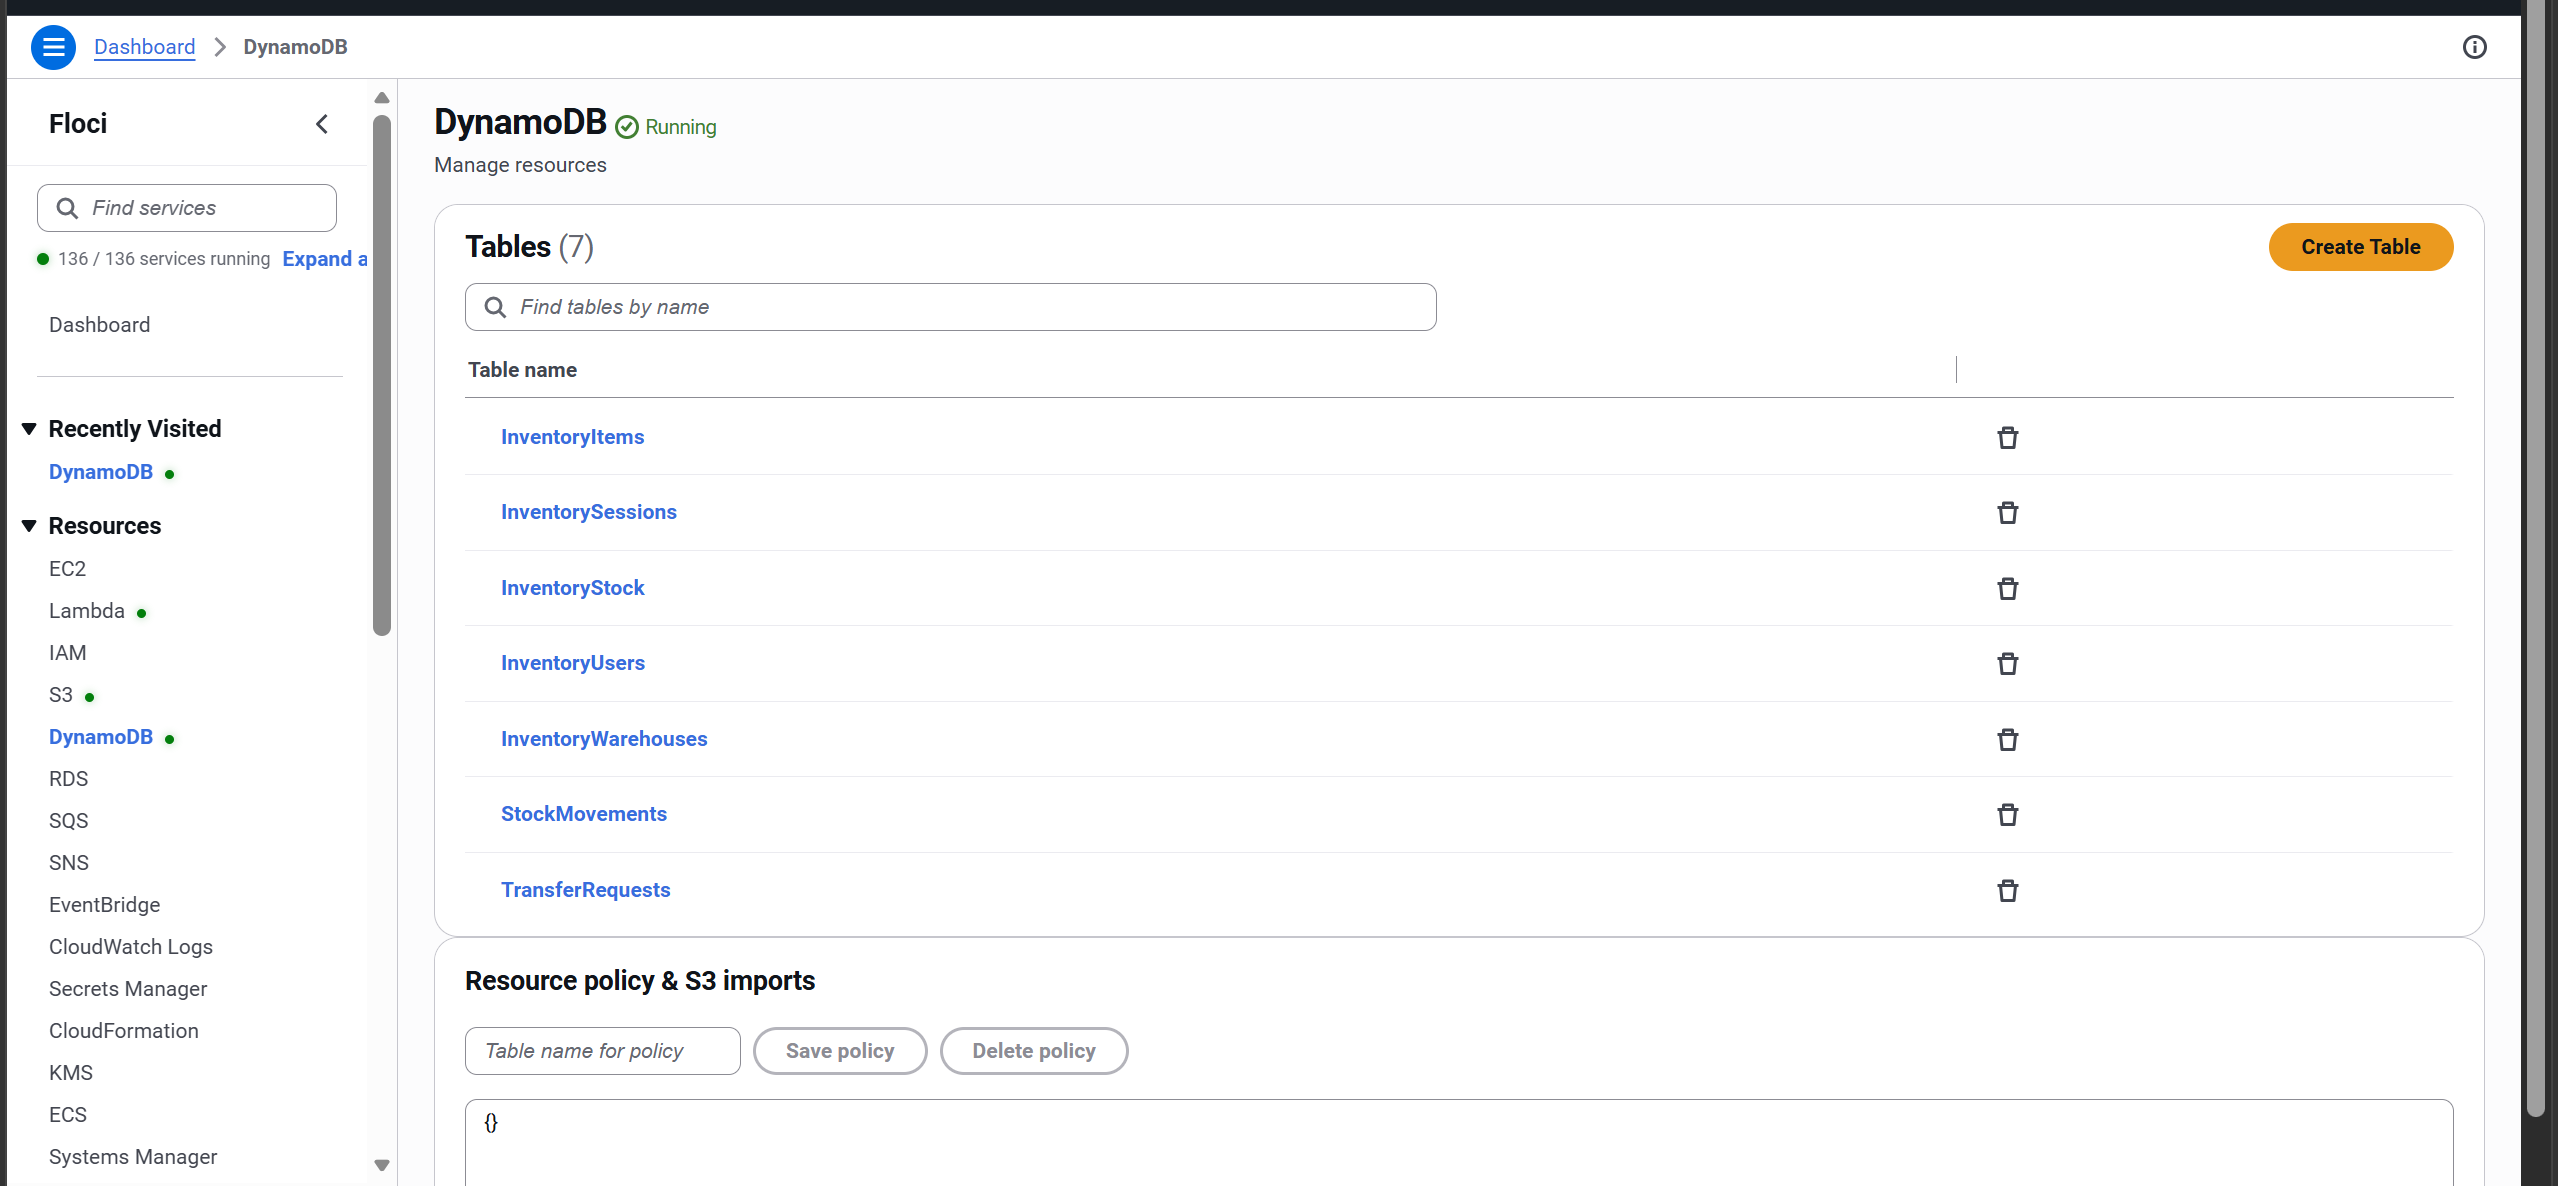 Dashboard > DynamoDB
Floci
Find services
136 / 136 services running Expand a
Dashboard
Recently Visited
DynamoDB
Resources
EC2
Lambda
IAM
S3
DynamoDB
RDS
SQS
SNS
EventBridge
CloudWatch Logs
Secrets Manager
CloudFormation
KMS
ECS
Systems Manager
DynamoDB Running
Manage resources
Tables (7)
Create Table
Find tables by name
Table name
InventoryItems
InventorySessions
InventoryStock
InventoryUsers
InventoryWarehouses
StockMovements
TransferRequests
Resource policy & S3 imports
Table name for policy
Save policy
Delete policy
{}